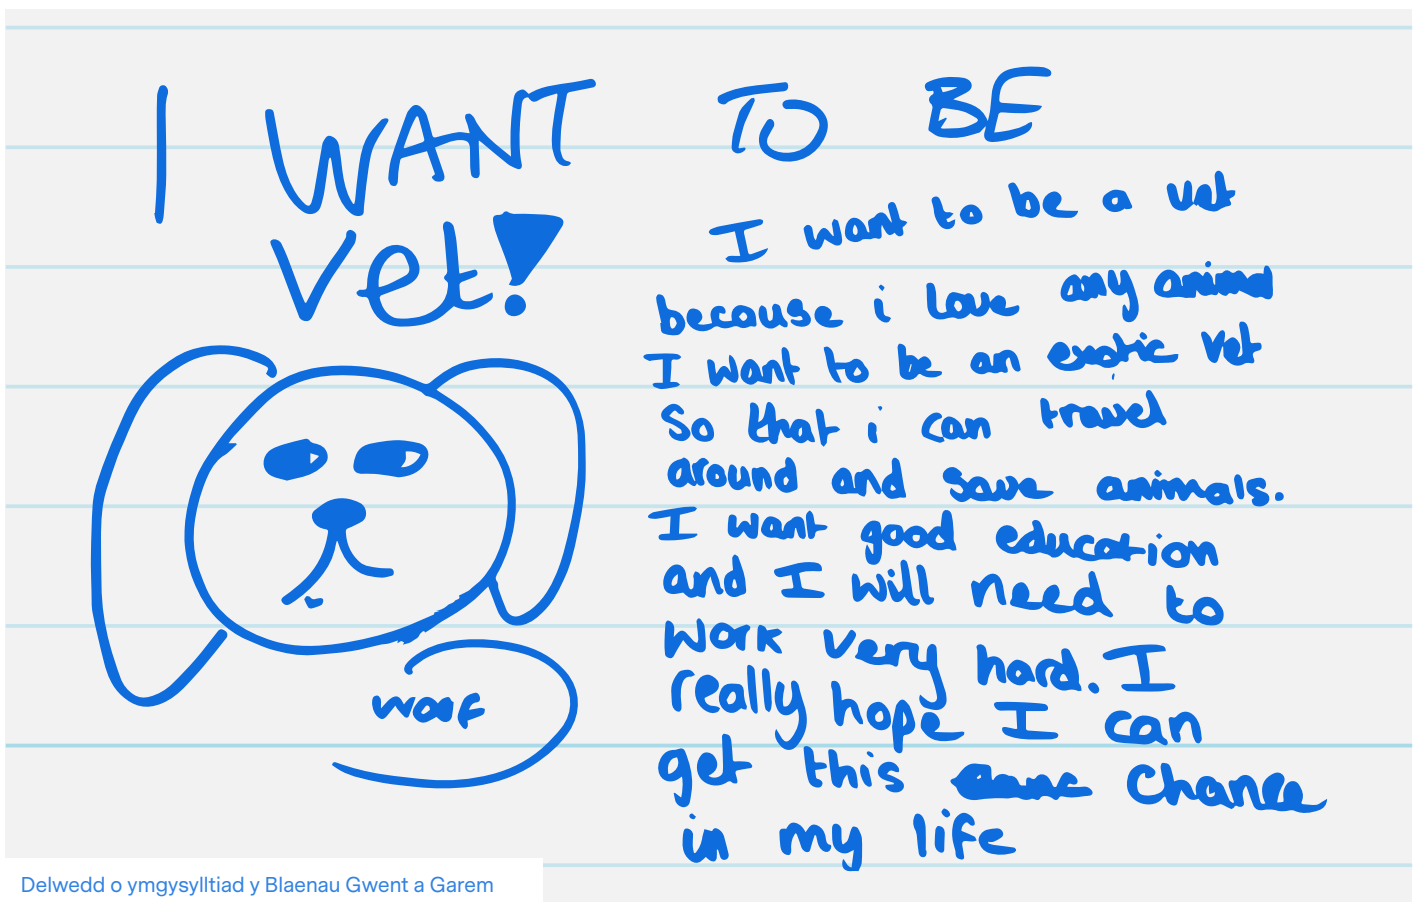 I WANT TO BE
vet!
I want to be a vet
because i love any animal
I want to be an exotic vet
so that i can travel
around and save animals.
I want good education
and I will need to
work very hard. I
really hope I can
get this chance
in my life
woof
Delwedd o ymgysylltiad y Blaenau Gwent a Garem